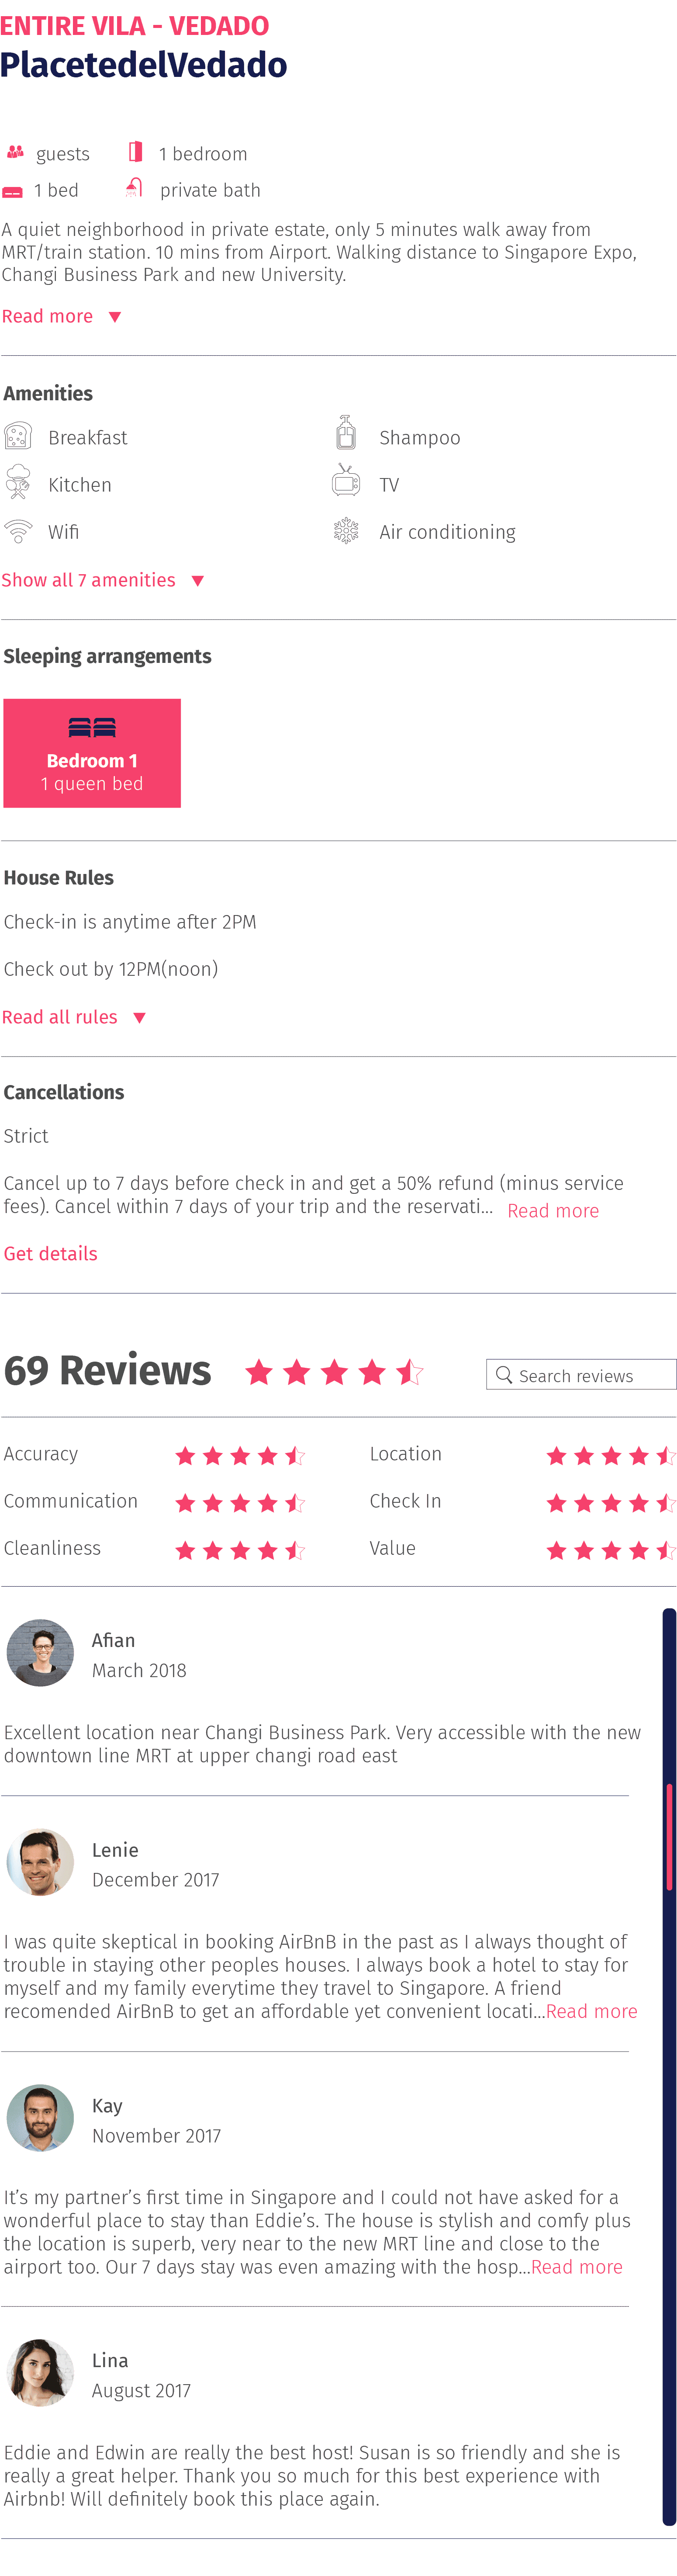 ENTIRE VILA - VEDADO
PlacetedelVedado
guests
1 bedroom
1 bed
private bath
A quiet neighborhood in private estate, only 5 minutes walk away from
MRT/train station. 10 mins from Airport. Walking distance to Singapore Expo,
Changi Business Park and new University.
Read more
Amenities
Breakfast
Shampoo
Kitchen
TV
Wifi
Air conditioning
Show all 7 amenities
Sleeping arrangements
Bedroom 1
1 queen bed
House Rules
Check-in is anytime after 2PM
Check out by 12PM(noon)
Read all rules
Cancellations
Strict
Cancel up to 7 days before check in and get a 50% refund (minus service
fees). Cancel within 7 days of your trip and the reservati... Read more
Get details
69 Reviews
Search reviews
Accuracy
Location
Communication
Check In
Cleanliness
Value
Afian
March 2018
Excellent location near Changi Business Park. Very accessible with the new
downtown line MRT at upper changi road east
Lenie
December 2017
I was quite skeptical in booking AirBnB in the past as I always thought of
trouble in staying other peoples houses. I always book a hotel to stay for
myself and my family everytime they travel to Singapore. A friend
recomended AirBnB to get an affordable yet convenient locati...Read more
Kay
November 2017
It’s my partner’s first time in Singapore and I could not have asked for a
wonderful place to stay than Eddie’s. The house is stylish and comfy plus
the location is superb, very near to the new MRT line and close to the
airport too. Our 7 days stay was even amazing with the hosp...Read more
Lina
August 2017
Eddie and Edwin are really the best host! Susan is so friendly and she is
really a great helper. Thank you so much for this best experience with
Airbnb! Will definitely book this place again.